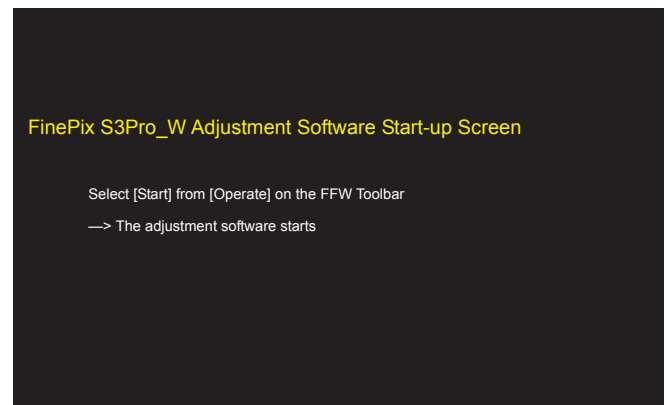 FinePix S3Pro_W Adjustment Software Start-up Screen
Select [Start] from [Operate] on the FFW Toolbar
—> The adjustment software starts